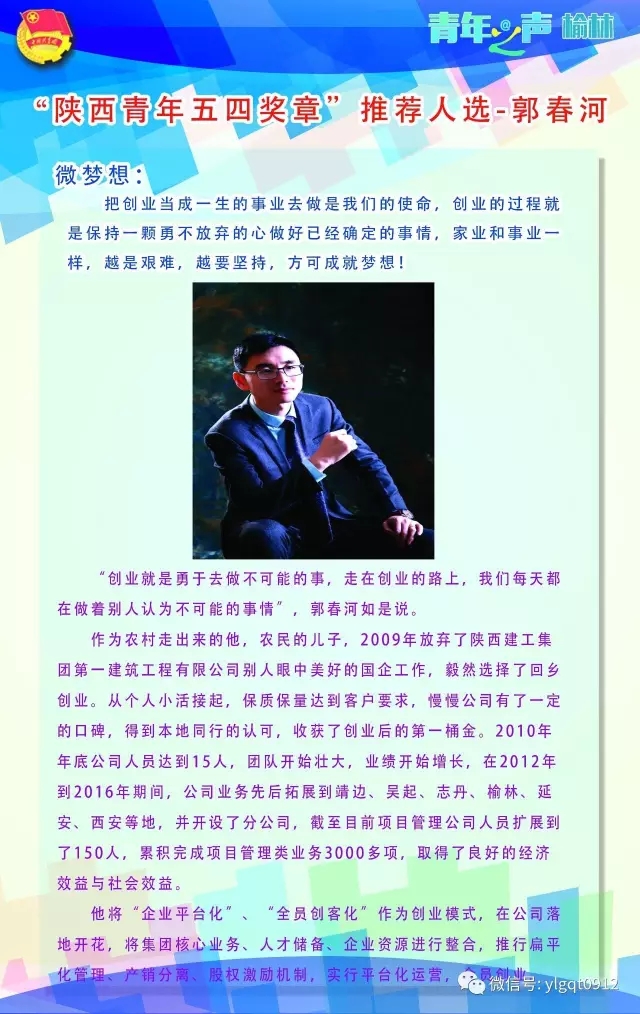 青年之声 榆林
“陕西青年五四奖章”推荐人选-郭春河
微梦想：
把创业当成一生的事业去做是我们的使命，创业的过程就
是保持一颗勇不放弃的心做好已经确定的事情，家业和事业一
样，越是艰难，越要坚持，方可成就梦想！
“创业就是勇于去做不可能的事，走在创业的路上，我们每天都
在做着别人认为不可能的事情”，郭春河如是说。
作为农村走出来的他，农民的儿子，2009年放弃了陕西建工集
团第一建筑工程有限公司别人眼中美好的国企工作，毅然选择了回乡
创业。从个人小活接起，保质保量达到客户要求，慢慢公司有了一定
的口碑，得到本地同行的认可，收获了创业后的第一桶金。2010年
年底公司人员达到15人，团队开始壮大，业绩开始增长，在2012年
到2016年期间，公司业务先后拓展到靖边、吴起、志丹、榆林、延
安、西安等地，并开设了分公司，截至目前项目管理公司人员扩展到
了150人，累积完成项目管理类业务3000多项，取得了良好的经济
效益与社会效益。
他将“企业平台化”、“全员创客化”作为创业模式，在公司落
地开花，将集团核心业务、人才储备、企业资源进行整合，推行扁平
化管理、产销分离、股权激励机制，实行平台化运营，全员创业
微信号: ylgqt0912